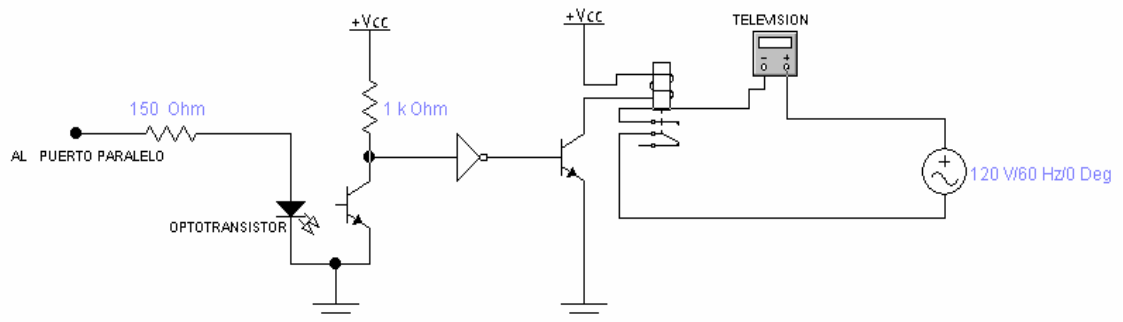 +Vcc
+Vcc
TELEVISION
150 Ohm
1 k Ohm
AL PUERTO PARALELO
120 V/60 Hz/0 Deg
OPTOTRANSISTOR